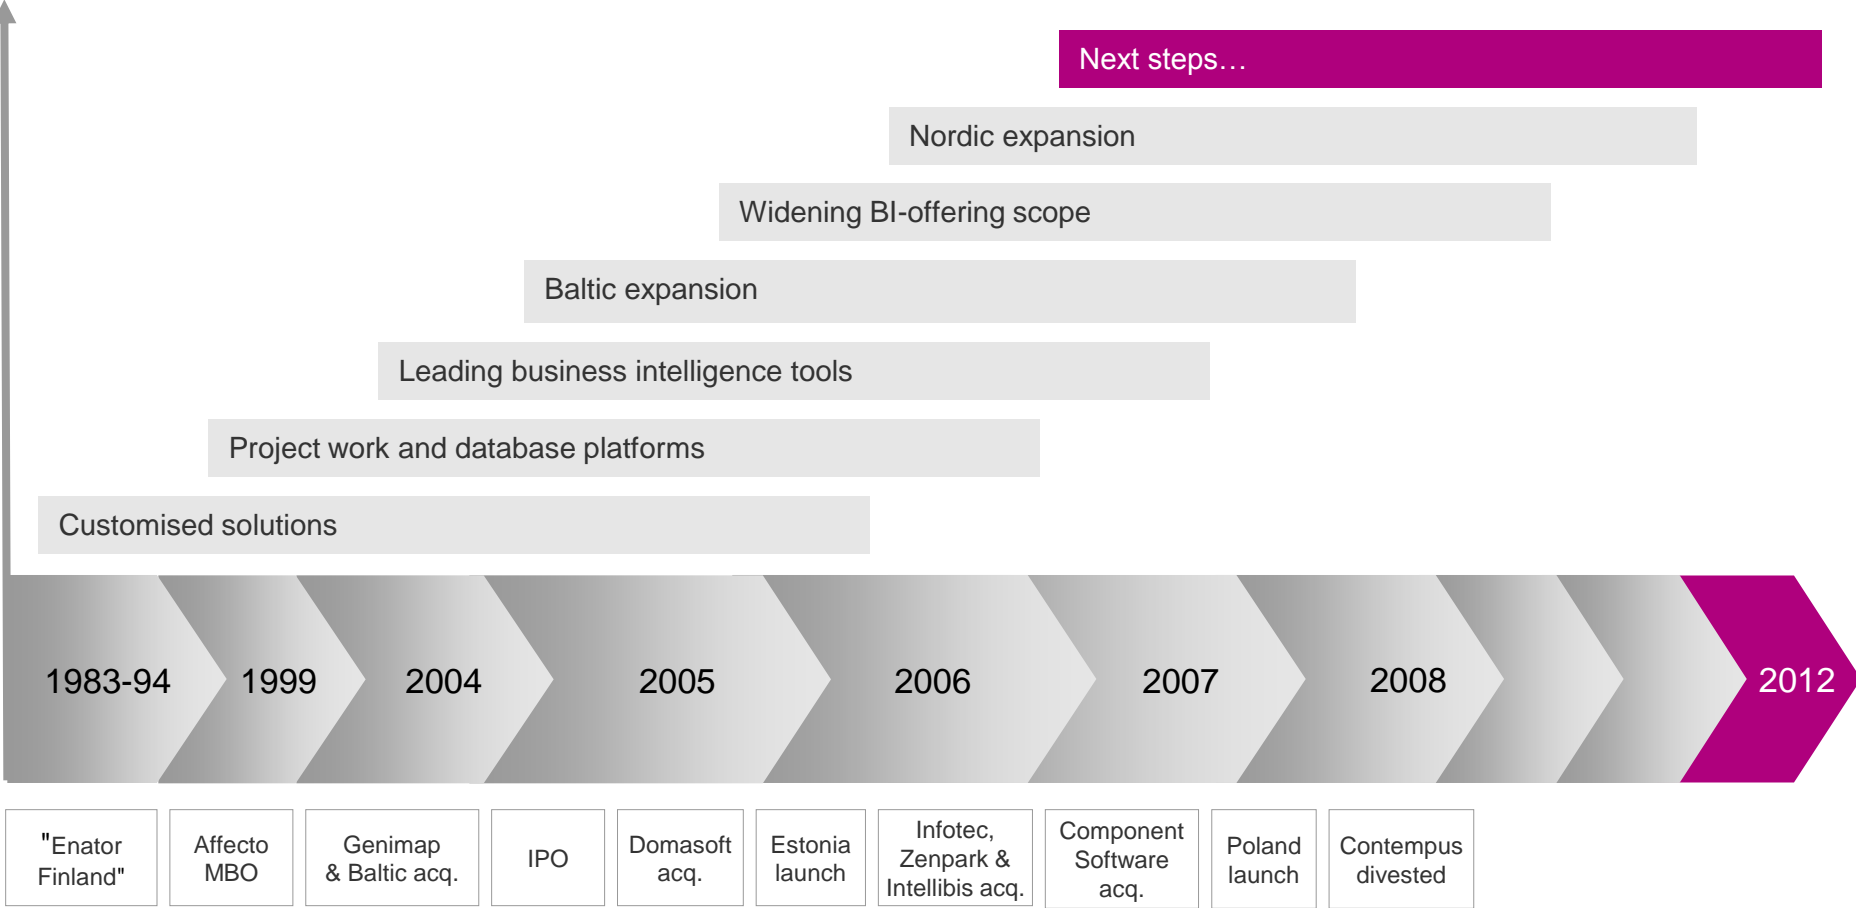 Next steps…
Nordic expansion
Widening BI-offering scope
Baltic expansion
Leading business intelligence tools
Project work and database platforms
Customised solutions
1983-94
1999
2004
2005
2006
2007
2008
2012
"Enator
Finland"
Affecto
MBO
Genimap
& Baltic acq.
IPO
Domasoft
acq.
Estonia
launch
Infotec,
Zenpark &
Intellibis acq.
Component
Software
acq.
Poland
launch
Contempus
divested